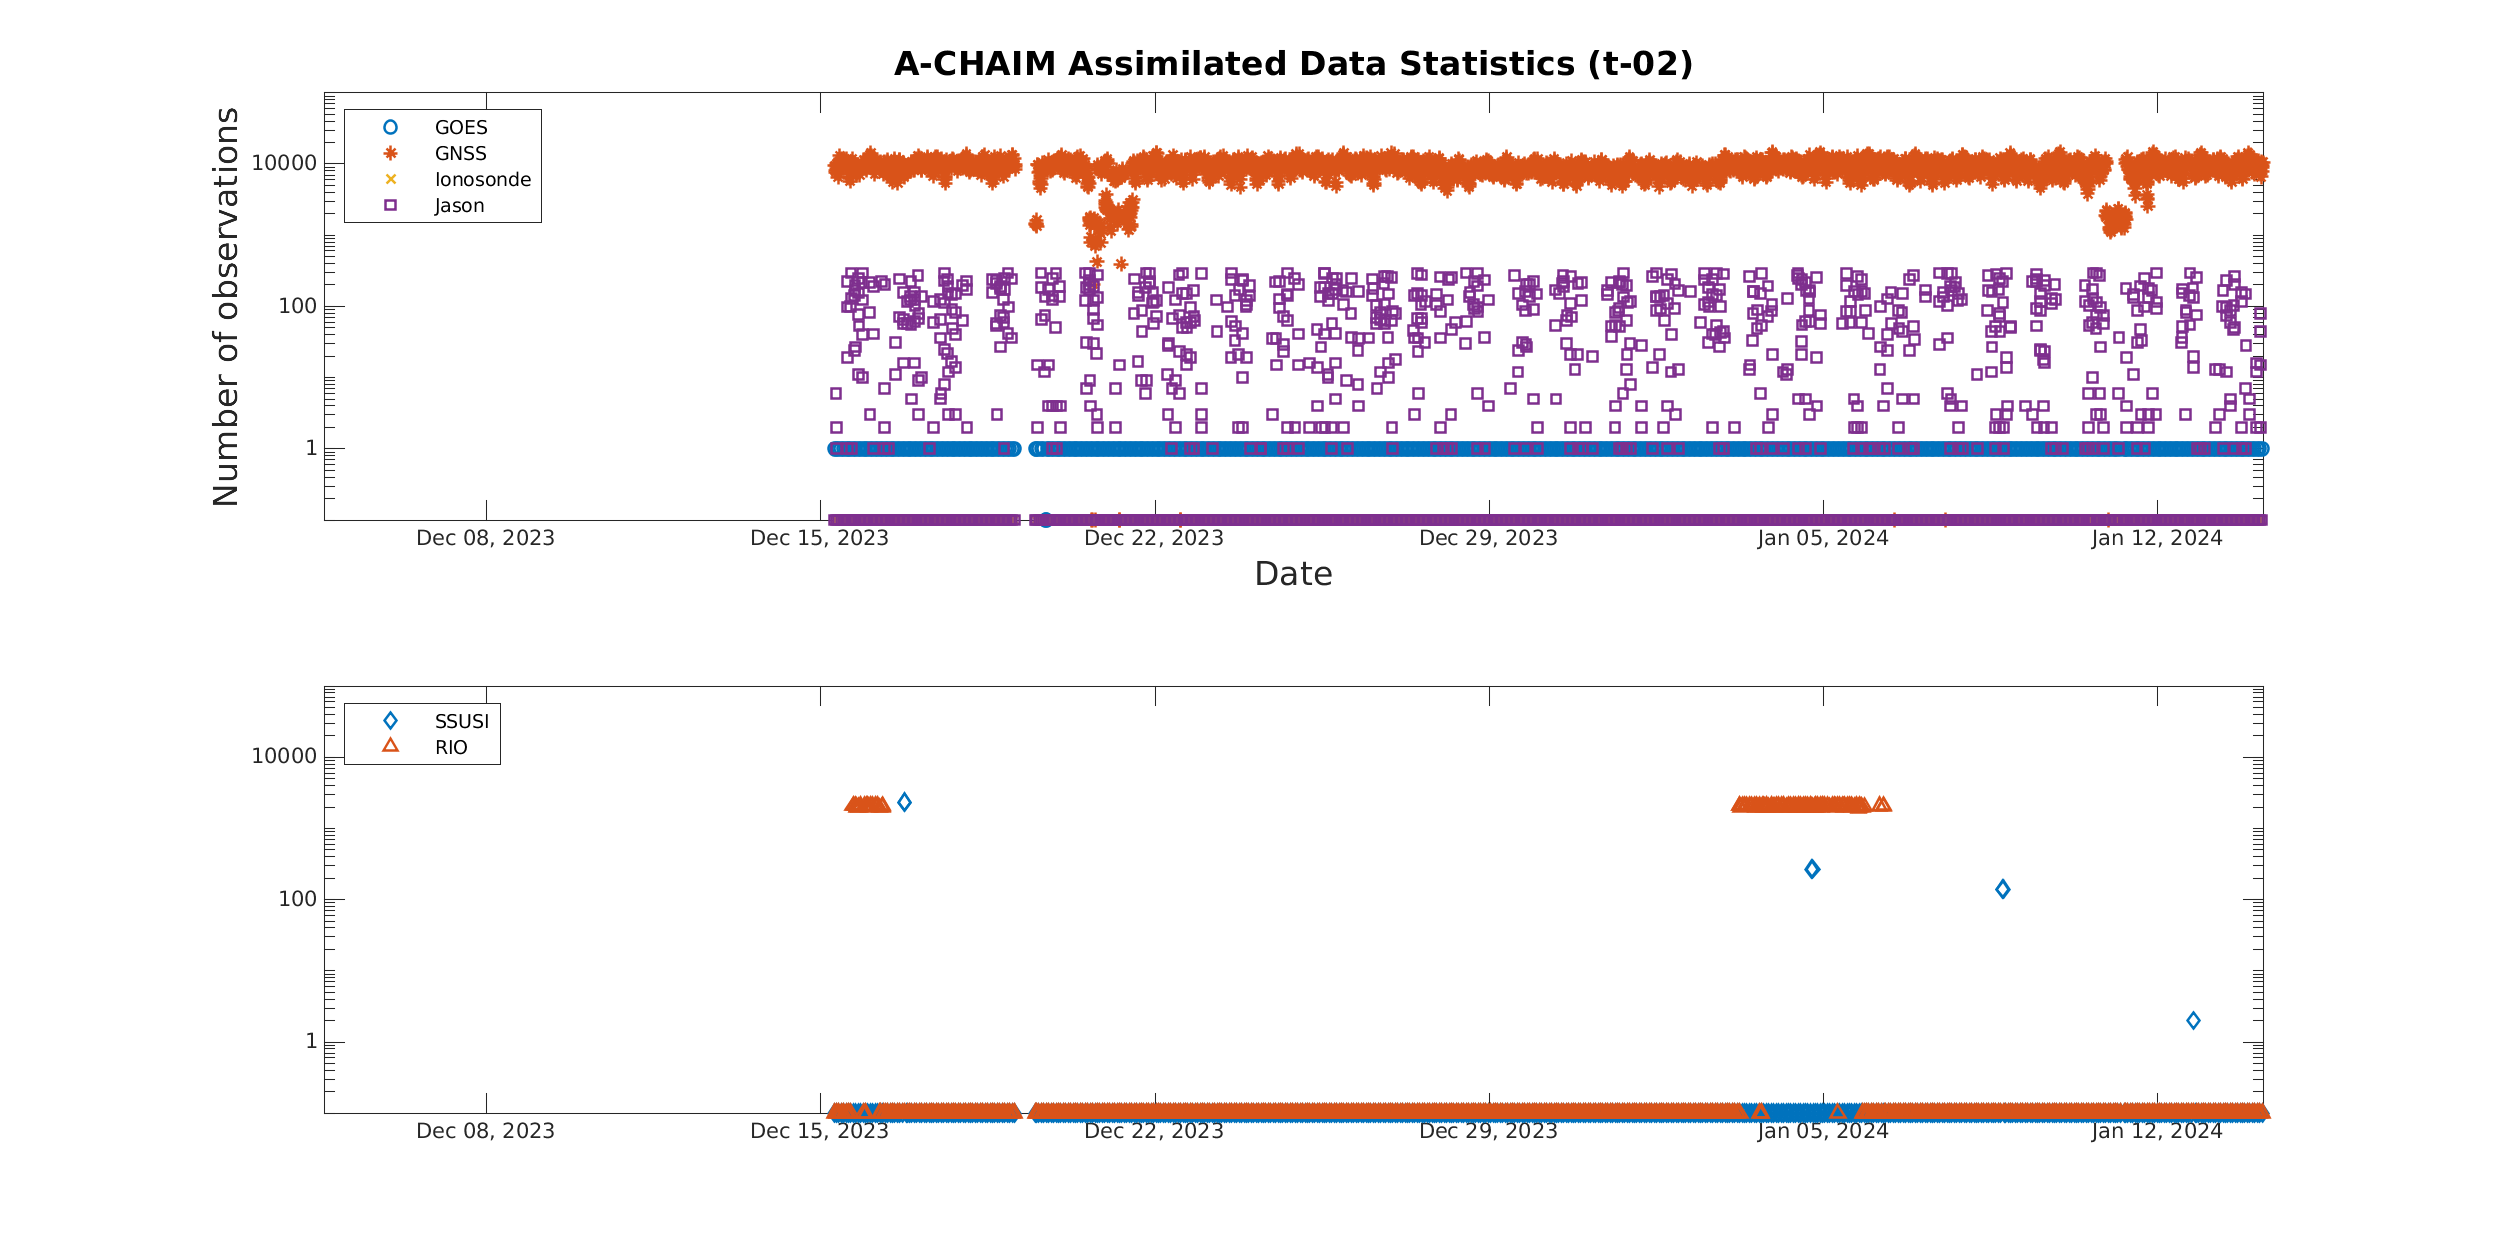 A-CHAIM Assimilated Data Statistics (t-02)
Number of observations
10000
100
1
GOES
GNSS
Ionosonde
Jason
Dec 08, 2023
Dec 15, 2023
Dec 22, 2023
Dec 29, 2023
Jan 05, 2024
Jan 12, 2024
Date
10000
100
1
SSUSI
RIO
Dec 08, 2023
Dec 15, 2023
Dec 22, 2023
Dec 29, 2023
Jan 05, 2024
Jan 12, 2024